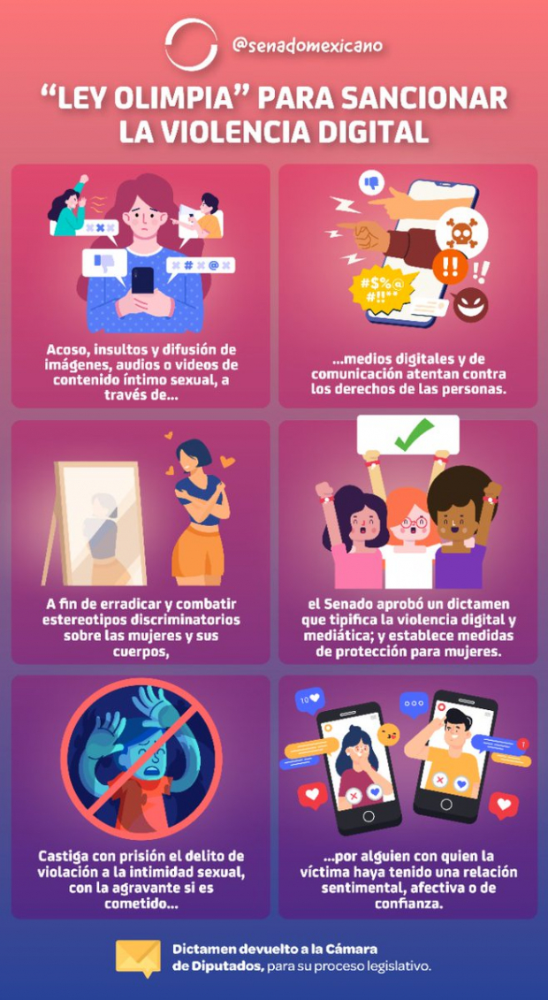 @senadomexicano
“LEY OLIMPIA” PARA SANCIONAR
LA VIOLENCIA DIGITAL
xxx
x#x@x
Acoso, insultos y difusión de
imágenes, audios o videos de
contenido íntimo sexual, a
través de...
#$%@
#!!**
!!
!!
...medios digitales y de
comunicación atentan contra
los derechos de las personas.
A fin de erradicar y combatir
estereotipos discriminatorios
sobre las mujeres y sus
cuerpos,
el Senado aprobó un dictamen
que tipifica la violencia digital y
mediática; y establece medidas
de protección para mujeres.
Castiga con prisión el delito de
violación a la intimidad sexual,
con la agravante si es
cometido...
10
...por alguien con quien la
víctima haya tenido una relación
sentimental, afectiva o de
confianza.
Dictamen devuelto a la Cámara
de Diputados, para su proceso legislativo.